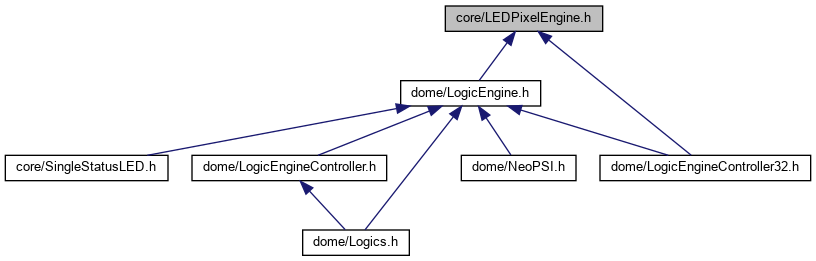 core/LEDPixelEngine.h
dome/LogicEngine.h
core/SingleStatusLED.h
dome/LogicEngineController.h
dome/NeoPSI.h
dome/LogicEngineController32.h
dome/Logics.h